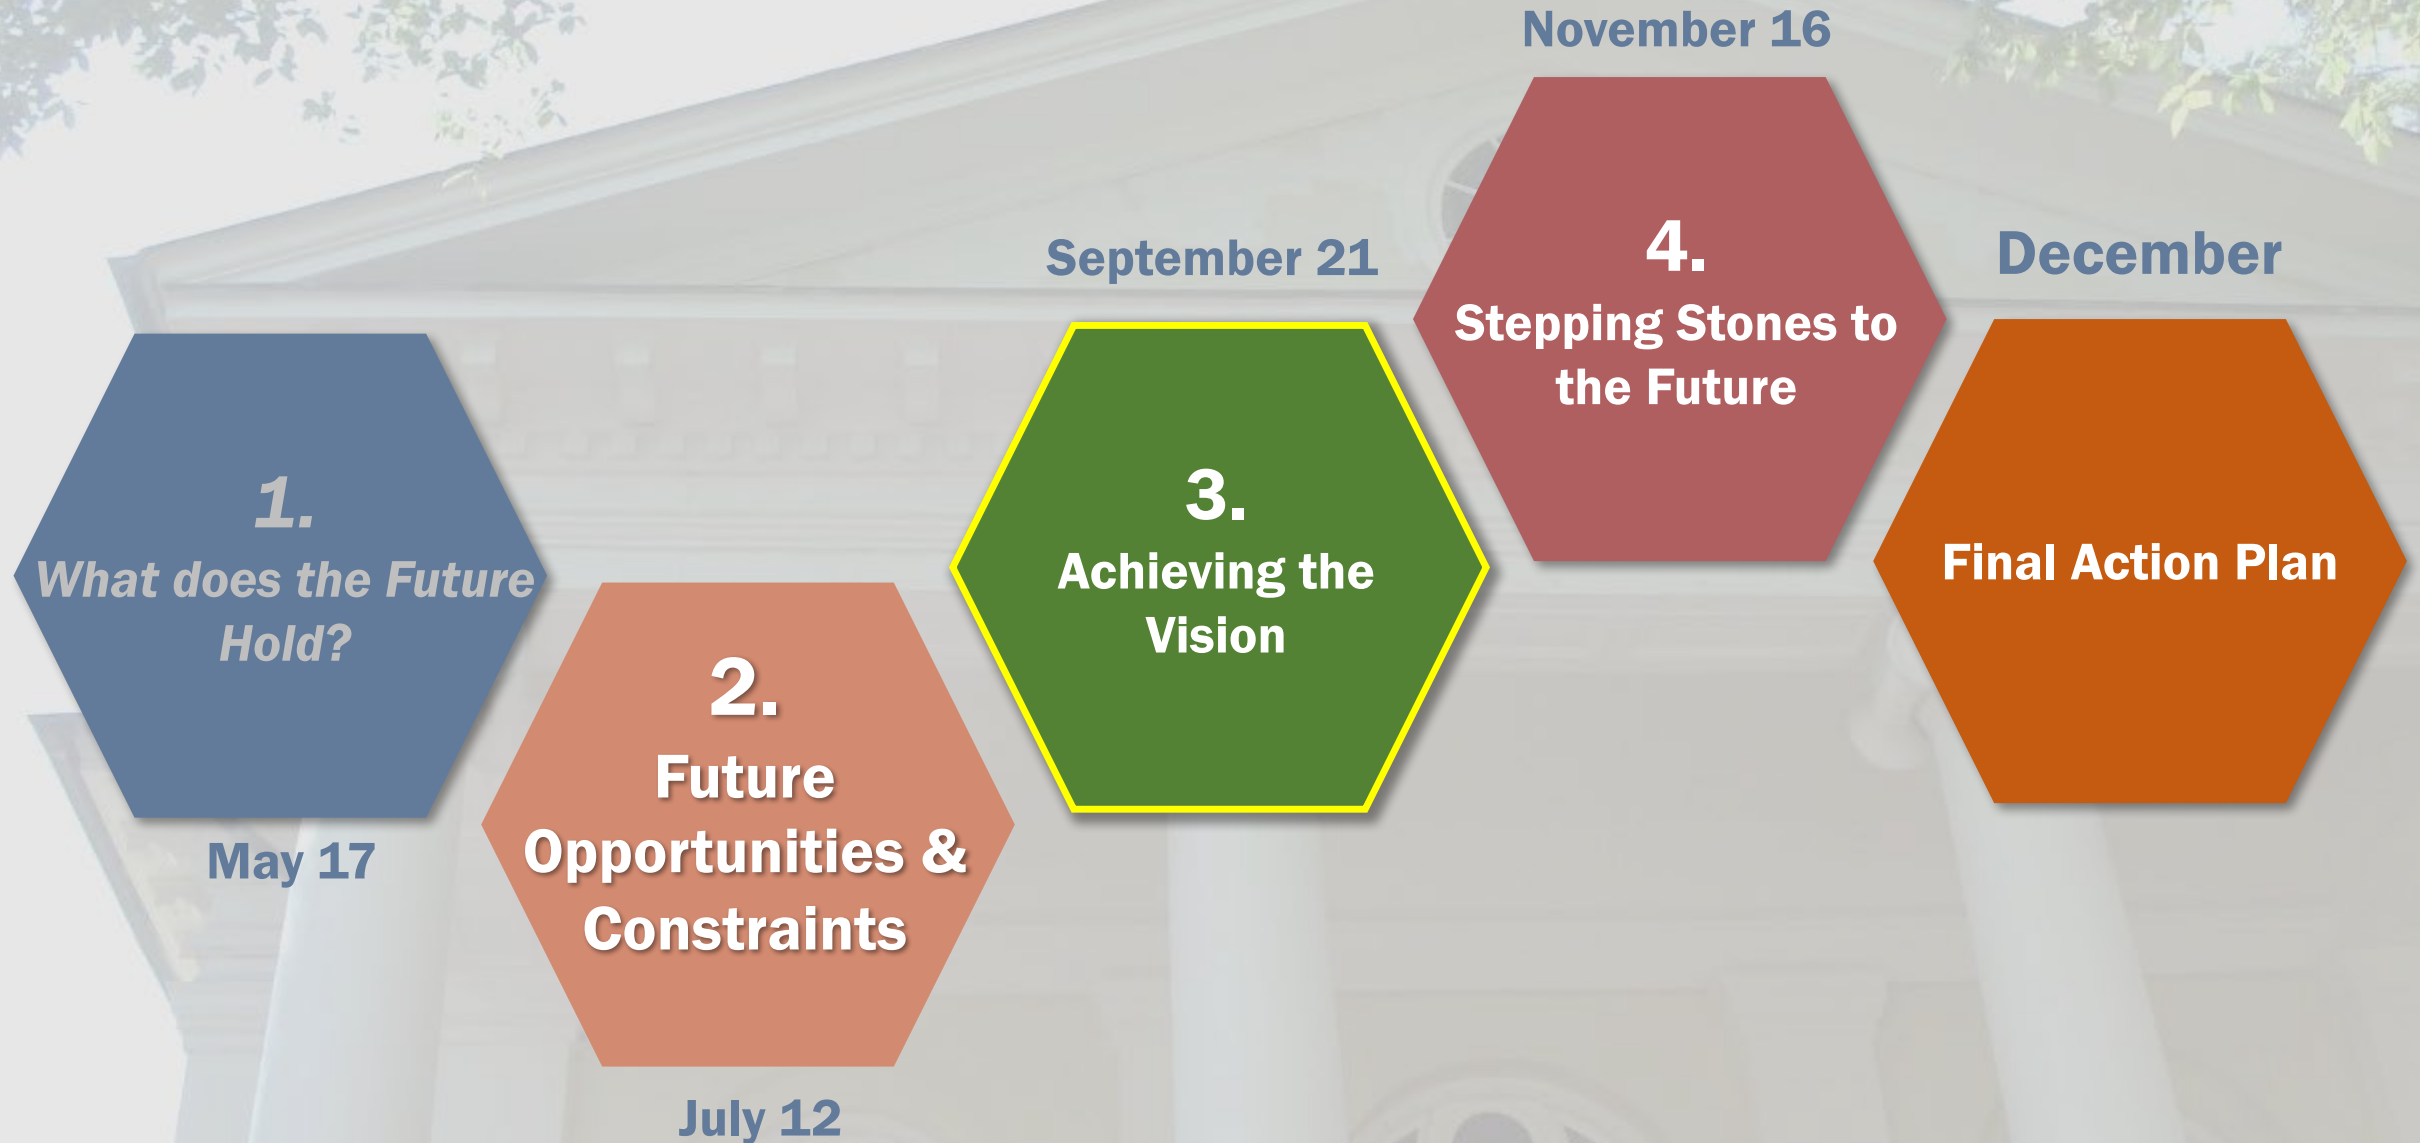 1.
What does the Future
Hold?
May 17
2.
Future
Opportunities &
Constraints
July 12
September 21
3.
Achieving the
Vision
November 16
4.
Stepping Stones to
the Future
December
Final Action Plan